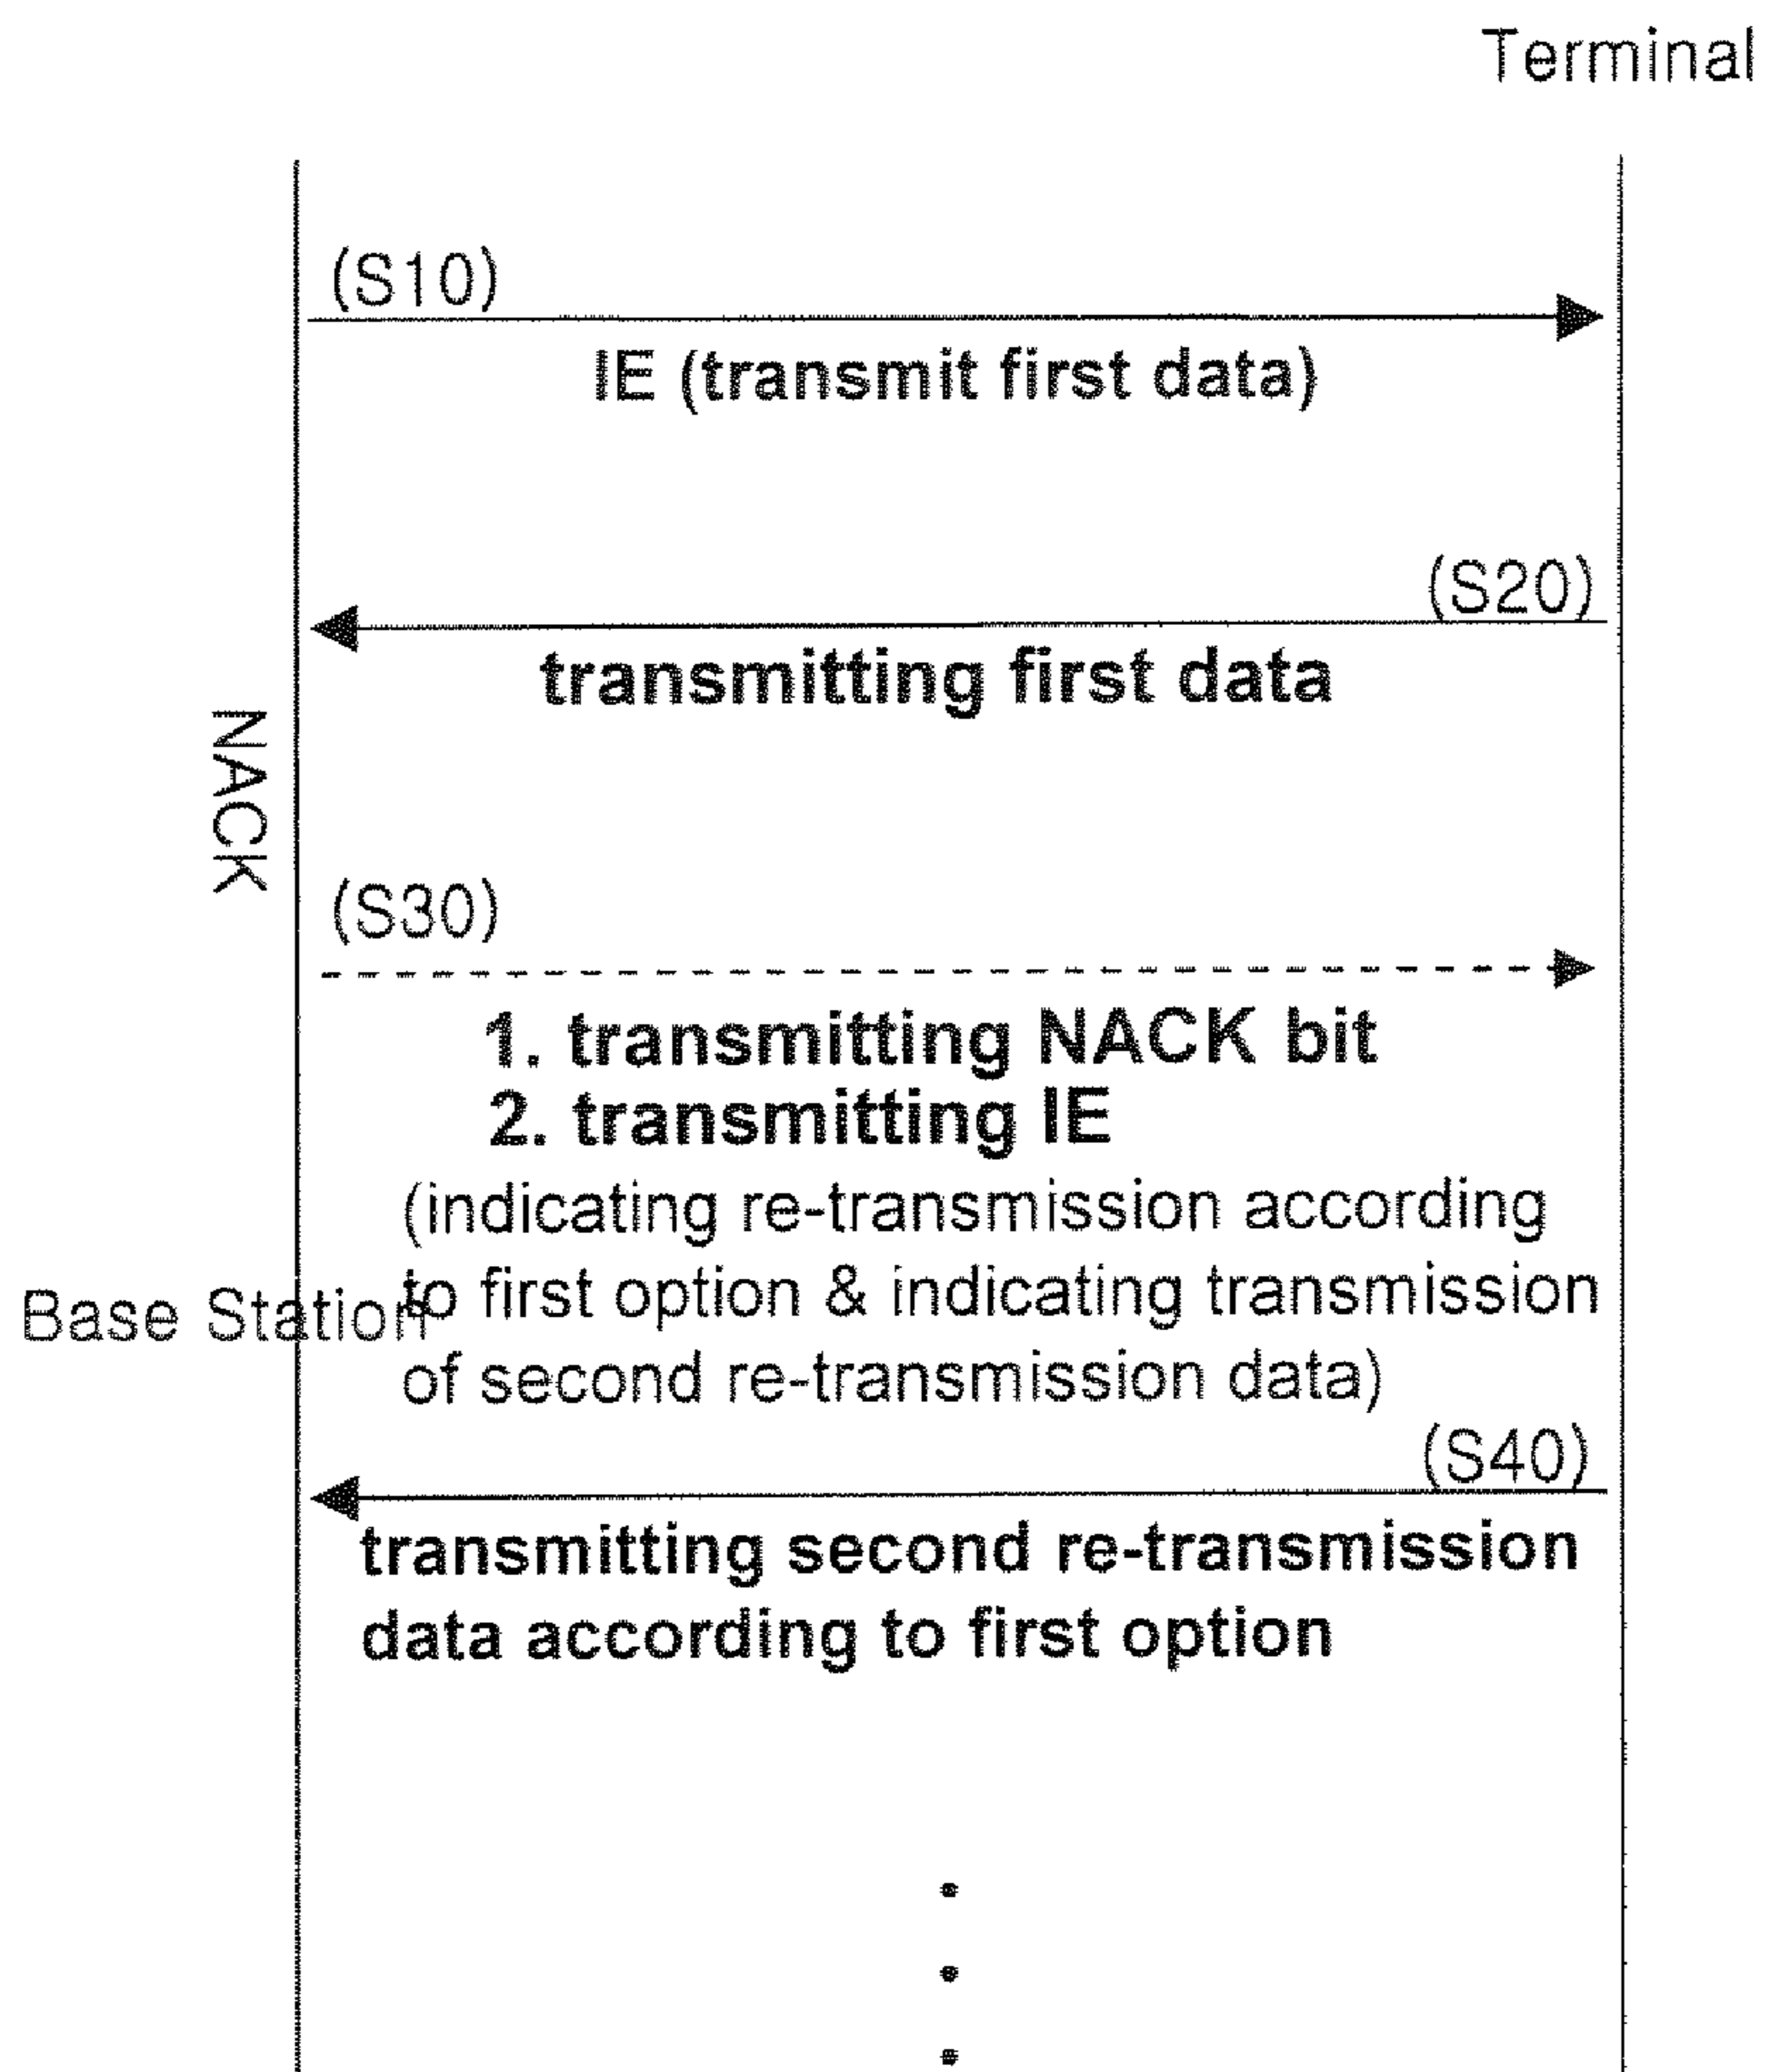 Terminal
(S10)
IE (transmit first data)
(S20)
transmitting first data
NACK
(S30)
1. transmitting NACK bit
2. transmitting IE
(indicating re-transmission according
to first option & indicating transmission
of second re-transmission data)
Base Station
(S40)
transmitting second re-transmission
data according to first option